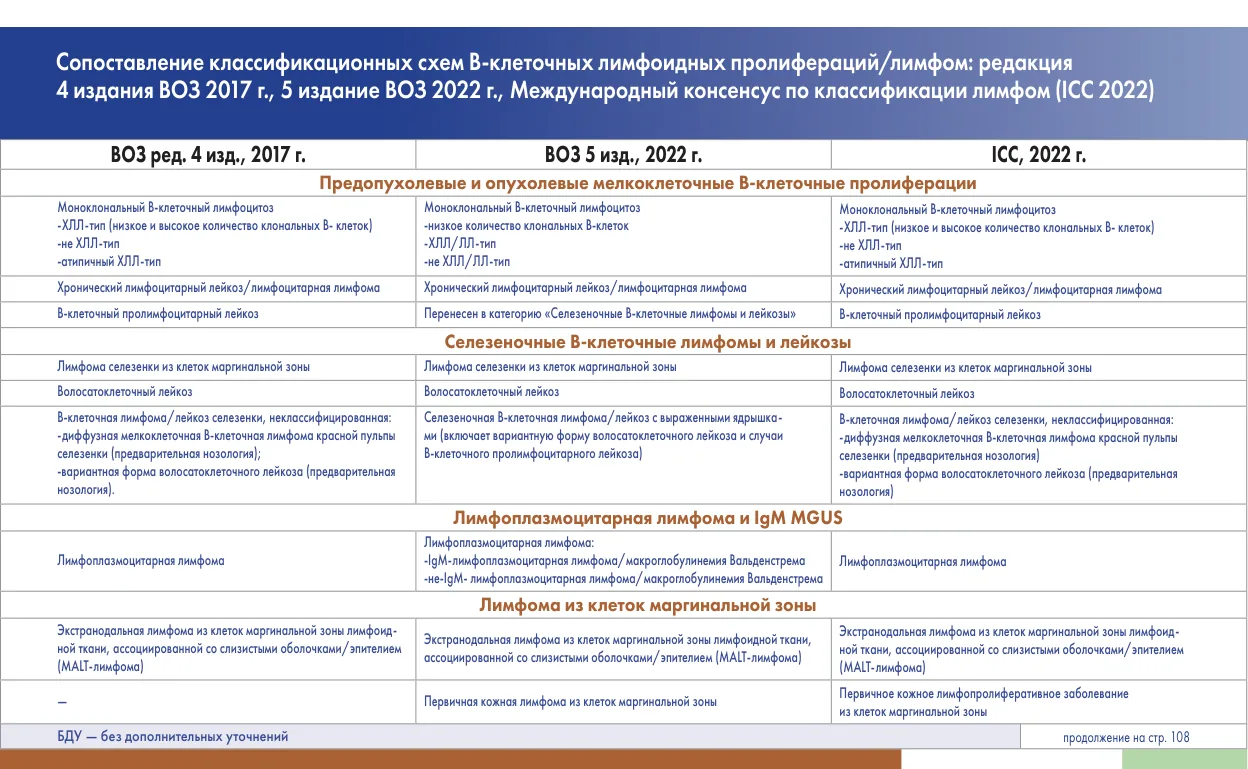 Сопоставление классификационных схем В-клеточных лимфоидных пролифераций/лимфом: редакция
4 издания ВОЗ 2017 г., 5 издание ВОЗ 2022 г., Международный консенсус по классификации лимфом (ICC 2022)
ВОЗ ред. 4 изд., 2017 г.
ВОЗ 5 изд., 2022 г.
ICC, 2022 г.
Предопухолевые и опухолевые мелкоклеточные В-клеточные пролиферации
Моноклональный В-клеточный лимфоцитоз
-ХЛЛ-тип (низкое и высокое количество клональных В- клеток)
-не ХЛЛ-тип
-атипичный ХЛЛ-тип
Моноклональный В-клеточный лимфоцитоз
-низкое количество клональных В-клеток
-ХЛЛ/ЛЛ-тип
-не ХЛЛ/ЛЛ-тип
Моноклональный В-клеточный лимфоцитоз
-ХЛЛ-тип (низкое и высокое количество клональных В- клеток)
-не ХЛЛ-тип
-атипичный ХЛЛ-тип
Хронический лимфоцитарный лейкоз/лимфоцитарная лимфома
Хронический лимфоцитарный лейкоз/лимфоцитарная лимфома
Хронический лимфоцитарный лейкоз/лимфоцитарная лимфома
В-клеточный пролимфоцитарный лейкоз
Перенесен в категорию «Селезеночные В-клеточные лимфомы и лейкозы»
В-клеточный пролимфоцитарный лейкоз
Селезеночные В-клеточные лимфомы и лейкозы
Лимфома селезенки из клеток маргинальной зоны
Лимфома селезенки из клеток маргинальной зоны
Лимфома селезенки из клеток маргинальной зоны
Волосатоклеточный лейкоз
Волосатоклеточный лейкоз
Волосатоклеточный лейкоз
В-клеточная лимфома/лейкоз селезенки, неклассифицированная:
-диффузная мелкоклеточная В-клеточная лимфома красной пульпы
селезенки (предварительная нозология);
-вариантная форма волосатоклеточного лейкоза (предварительная
нозология).
Селезеночная В-клеточная лимфома/лейкоз с выраженными ядрышка-
ми (включает вариантную форму волосатоклеточного лейкоза и случаи
В-клеточного пролимфоцитарного лейкоза)
В-клеточная лимфома/лейкоз селезенки, неклассифицированная:
-диффузная мелкоклеточная В-клеточная лимфома красной пульпы
селезенки (предварительная нозология)
-вариантная форма волосатоклеточного лейкоза (предварительная
нозология)
Лимфоплазмоцитарная лимфома и IgM MGUS
Лимфоплазмоцитарная лимфома
Лимфоплазмоцитарная лимфома:
-IgM-лимфоплазмоцитарная лимфома/макроглобулинемия Вальденстрема
-не-IgM- лимфоплазмоцитарная лимфома/макроглобулинемия Вальденстрема
Лимфоплазмоцитарная лимфома
Лимфома из клеток маргинальной зоны
Экстранодальная лимфома из клеток маргинальной зоны лимфоид-
ной ткани, ассоциированной со слизистыми оболочками/эпителием
(MALT-лимфома)
Экстранодальная лимфома из клеток маргинальной зоны лимфоидной ткани,
ассоциированной со слизистыми оболочками/эпителием (MALT-лимфома)
Экстранодальная лимфома из клеток маргинальной зоны лимфоид-
ной ткани, ассоциированной со слизистыми оболочками/эпителием
(MALT-лимфома)
—
Первичная кожная лимфома из клеток маргинальной зоны
Первичное кожное лимфопролиферативное заболевание
из клеток маргинальной зоны
БДУ — без дополнительных уточнений
продолжение на стр. 108